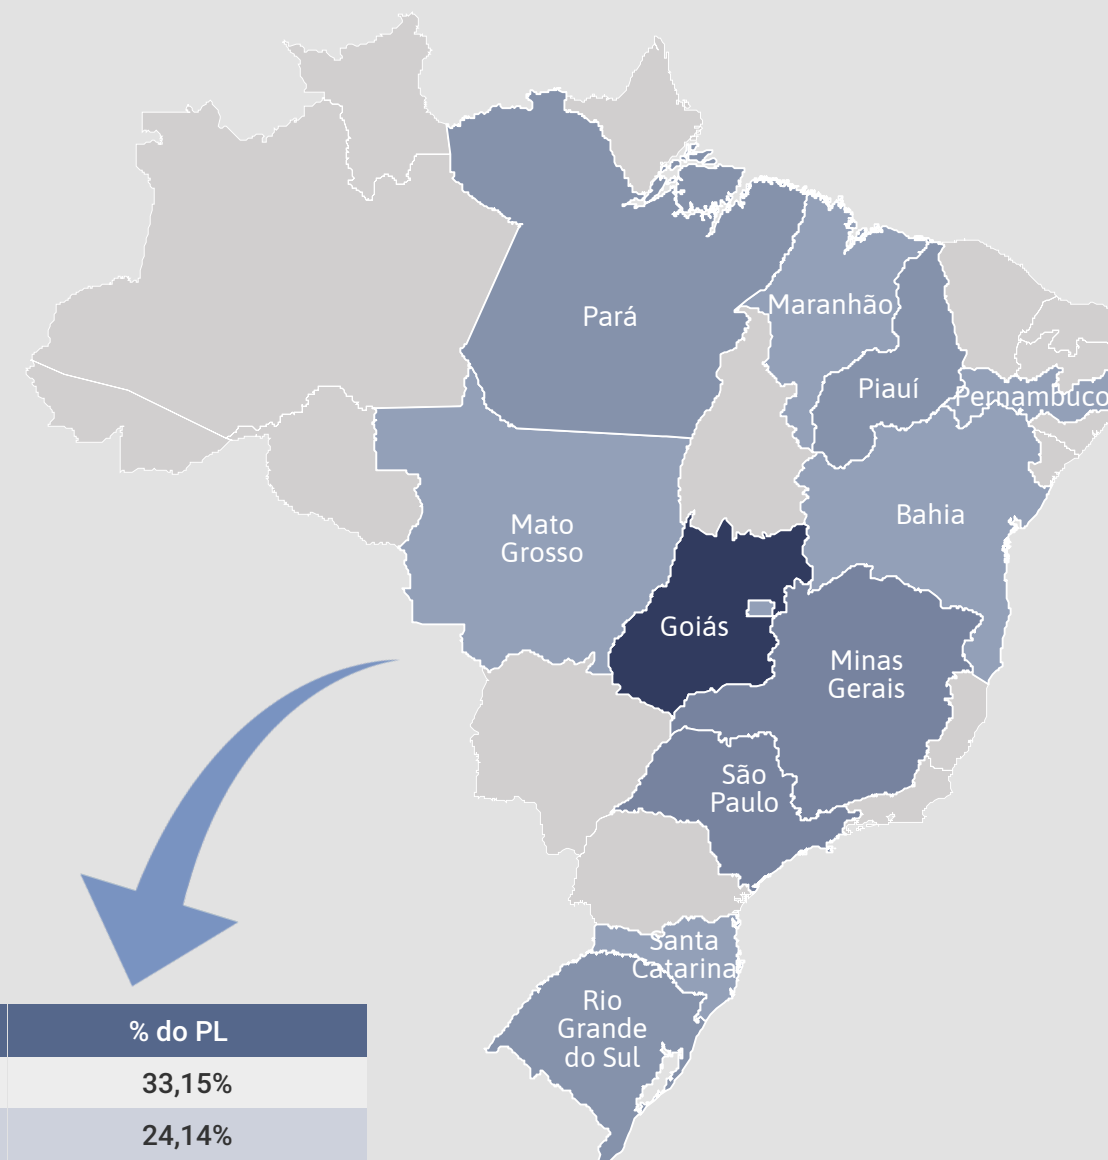 Pará
Maranhão
Piauí
Pernambuco
Bahia
Mato
Grosso
Goiás
Minas
Gerais
São
Paulo
Santa
Catarina
Rio
Grande
do Sul
% do PL
33,15%
24,14%